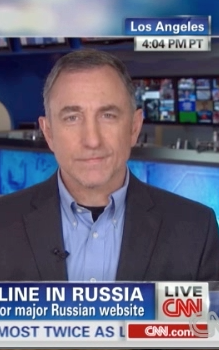 Los Angeles
4:04 PM PT
LINE IN RUSSIA
or major Russian website
LIVE
CNN
MOST TWICE AS L
CNN.com